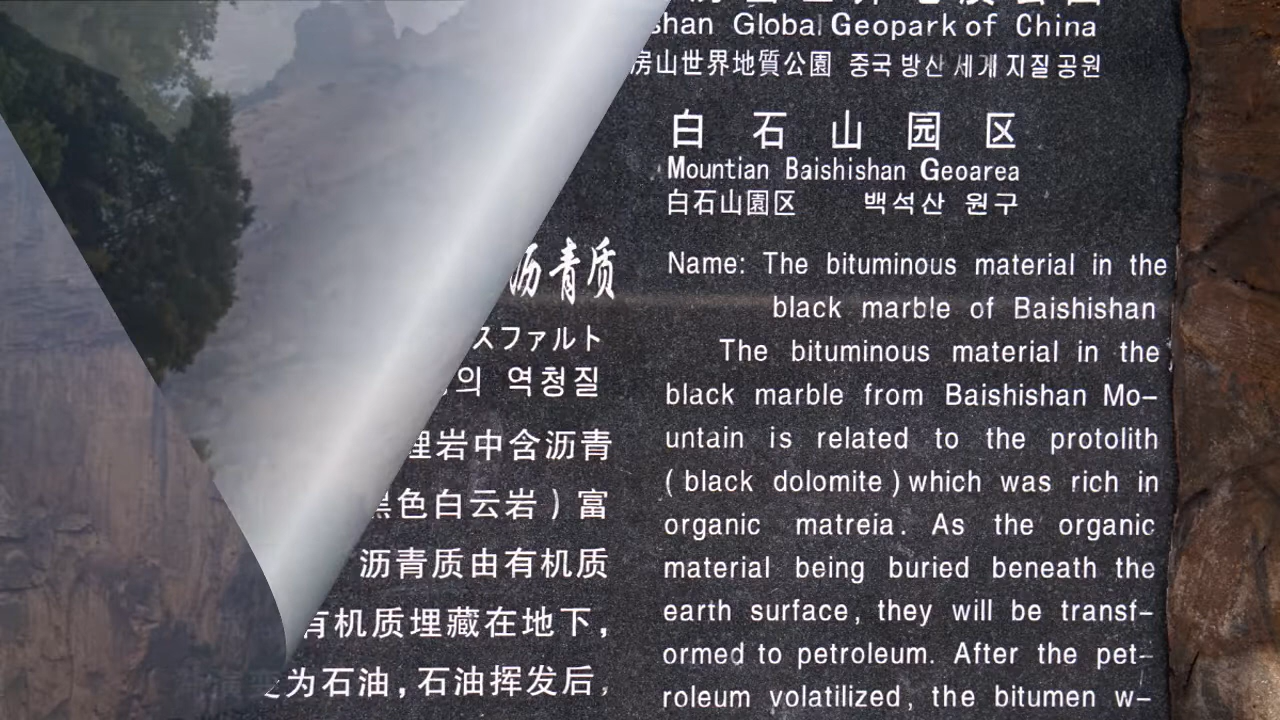 Global Geopark of China
房山世界地質公園 중국 방산 세계 지질 공원
白石山园区
Mountian Baishishan Geoarea
白石山園区 백석산 원구
沥青质
スファルト
의 역청질
岩中含沥青
色白云岩）富
沥青质由有机质
有机质埋藏在地下，
为石油，石油挥发后，
Name: The bituminous material in the
black marble of Baishishan
The bituminous material in the
black marble from Baishishan Mo-
untain is related to the protolith
(black dolomite) which was rich in
organic matreia. As the organic
material being buried beneath the
earth surface, they will be transf-
ormed to petroleum. After the pet-
roleum volatilized, the bitumen w-